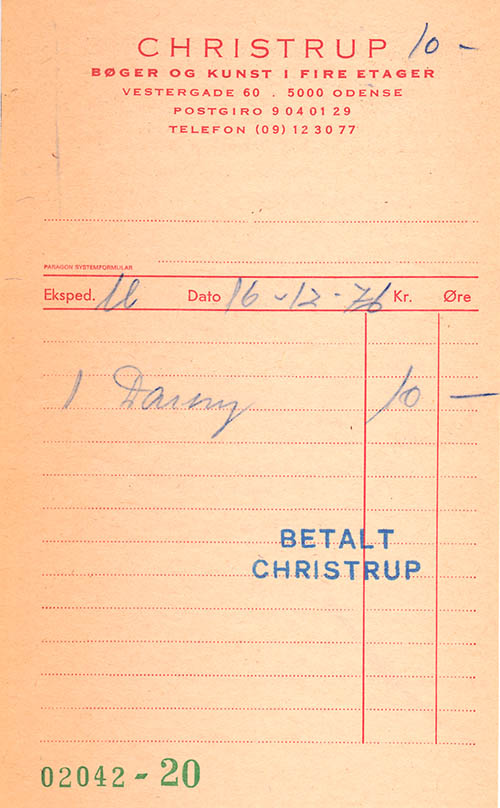 CHRISTRUP 10 -
BØGER OG KUNST I FIRE ETAGER
VESTERGADE 60 . 5000 ODENSE
POSTGIRO 9 04 01 29
TELEFON (09) 12 30 77
PARAGON SYSTEMFORMULAR
Eksped. Dato 16-12-76 Kr. Øre
1 Danny 10 —
BETALT
CHRISTRUP
02042-20